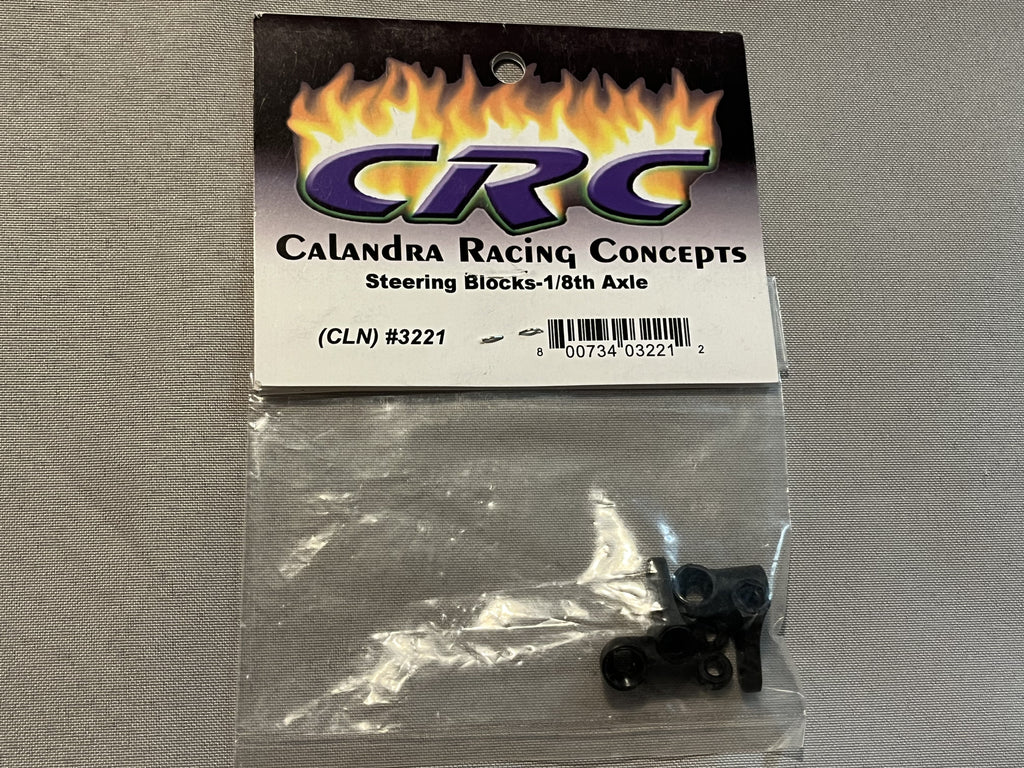 CRC
Calandra Racing Concepts
Steering Blocks-1/8th Axle
(CLN) #3221
8 00734 03221 2